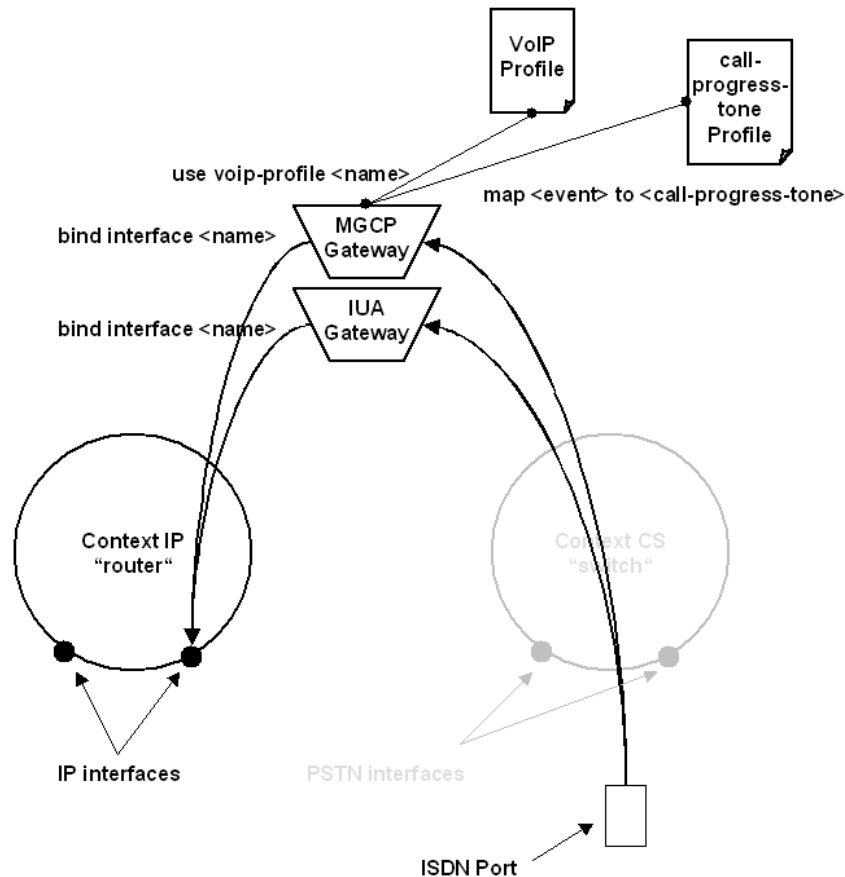 VoIP
Profile
call-
progress-
tone
Profile
use voip-profile <name>
map <event> to <call-progress-tone>
bind interface <name>
MGCP
Gateway
bind interface <name>
IUA
Gateway
Context IP
“router“
Context CS
“switch“
IP interfaces
PSTN interfaces
ISDN Port